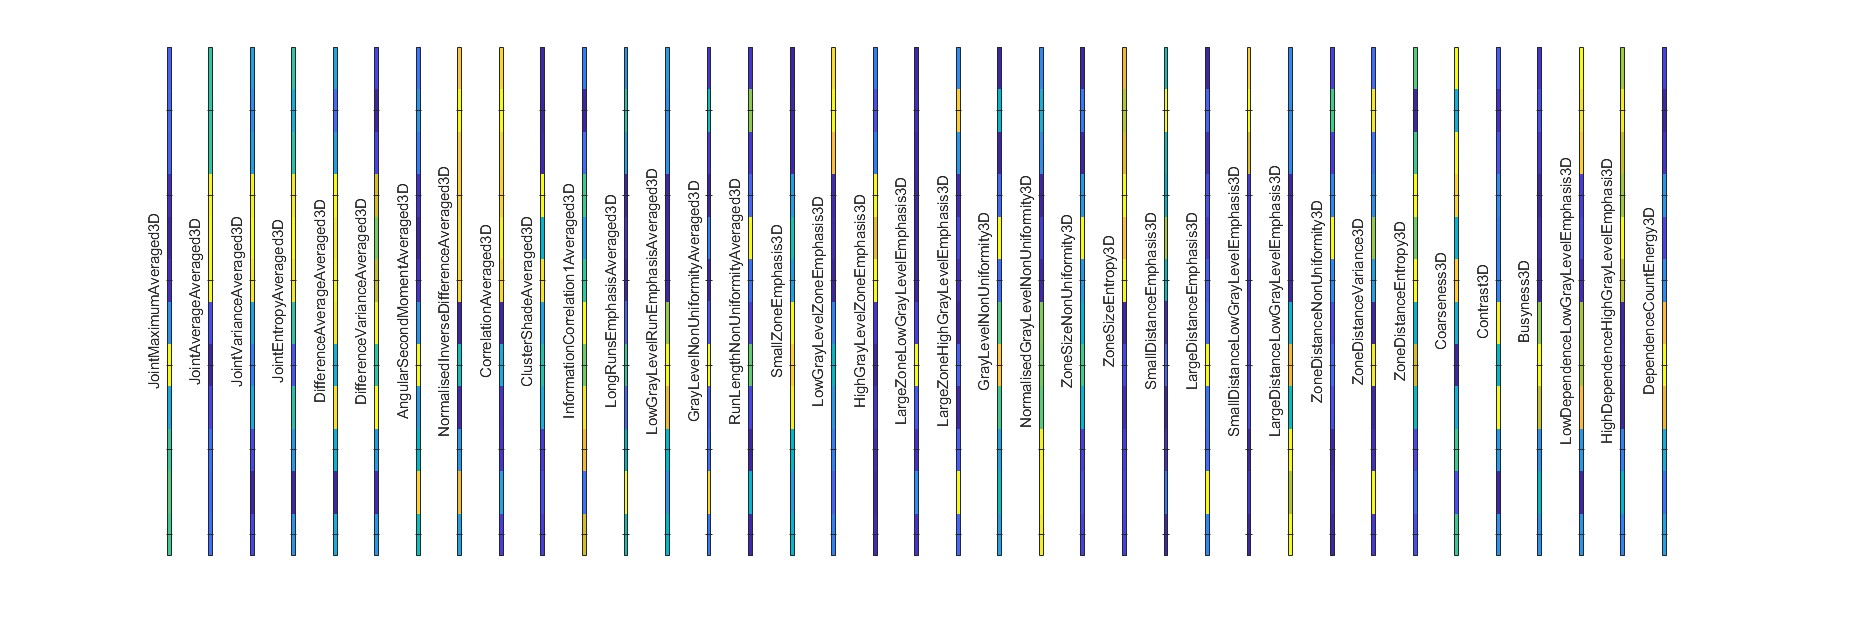 JointMaximumAveraged3D
JointAverageAveraged3D
JointVarianceAveraged3D
JointEntropyAveraged3D
DifferenceAverageAveraged3D
DifferenceVarianceAveraged3D
AngularSecondMomentAveraged3D
NormalisedInverseDifferenceAveraged3D
CorrelationAveraged3D
ClusterShadeAveraged3D
InformationCorrelation1Averaged3D
LongRunsEmphasisAveraged3D
LowGrayLevelRunEmphasisAveraged3D
GrayLevelNonUniformityAveraged3D
RunLengthNonUniformityAveraged3D
SmallZoneEmphasis3D
LowGrayLevelZoneEmphasis3D
HighGrayLevelZoneEmphasis3D
LargeZoneLowGrayLevelEmphasis3D
LargeZoneHighGrayLevelEmphasis3D
GrayLevelNonUniformity3D
NormalisedGrayLevelNonUniformity3D
ZoneSizeNonUniformity3D
ZoneSizeEntropy3D
SmallDistanceEmphasis3D
LargeDistanceEmphasis3D
SmallDistanceLowGrayLevelEmphasis3D
LargeDistanceLowGrayLevelEmphasis3D
ZoneDistanceNonUniformity3D
ZoneDistanceVariance3D
ZoneDistanceEntropy3D
Coarseness3D
Contrast3D
Busyness3D
LowDependenceLowGrayLevelEmphasis3D
HighDependenceHighGrayLevelEmphasi3D
DependenceCountEnergy3D